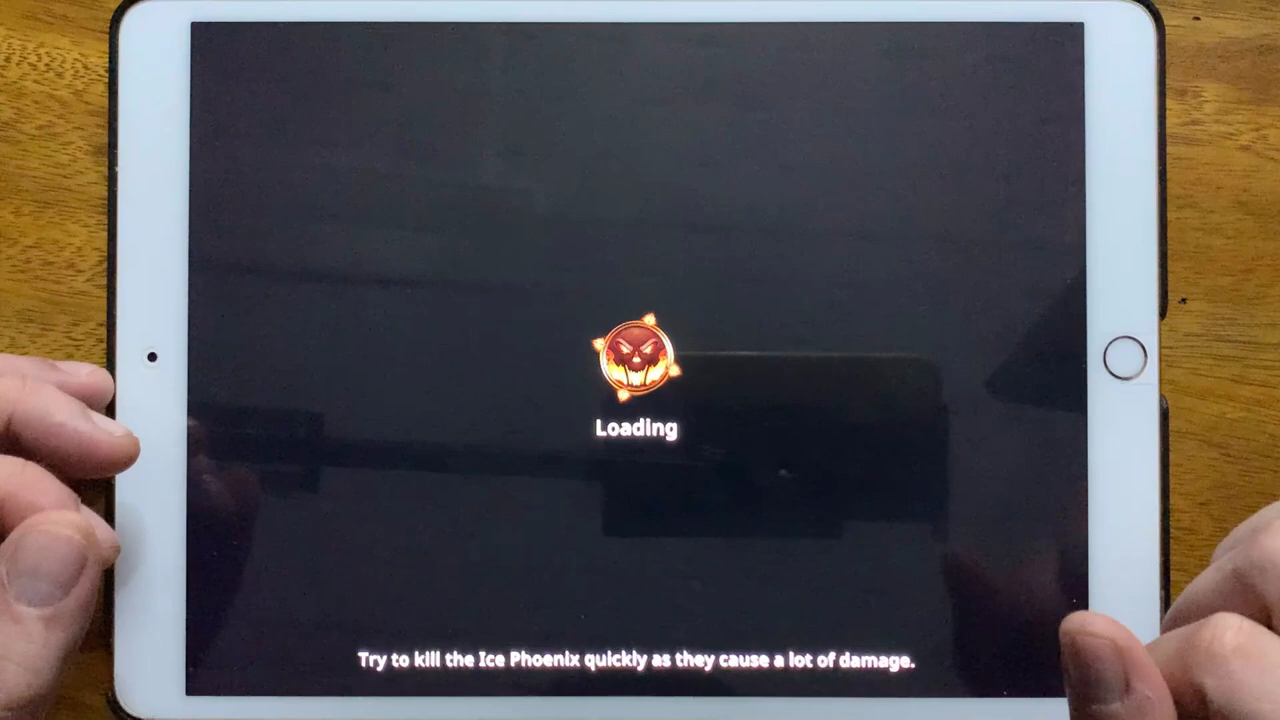 Loading
Try to kill the Ice Phoenix quickly as they cause a lot of damage.